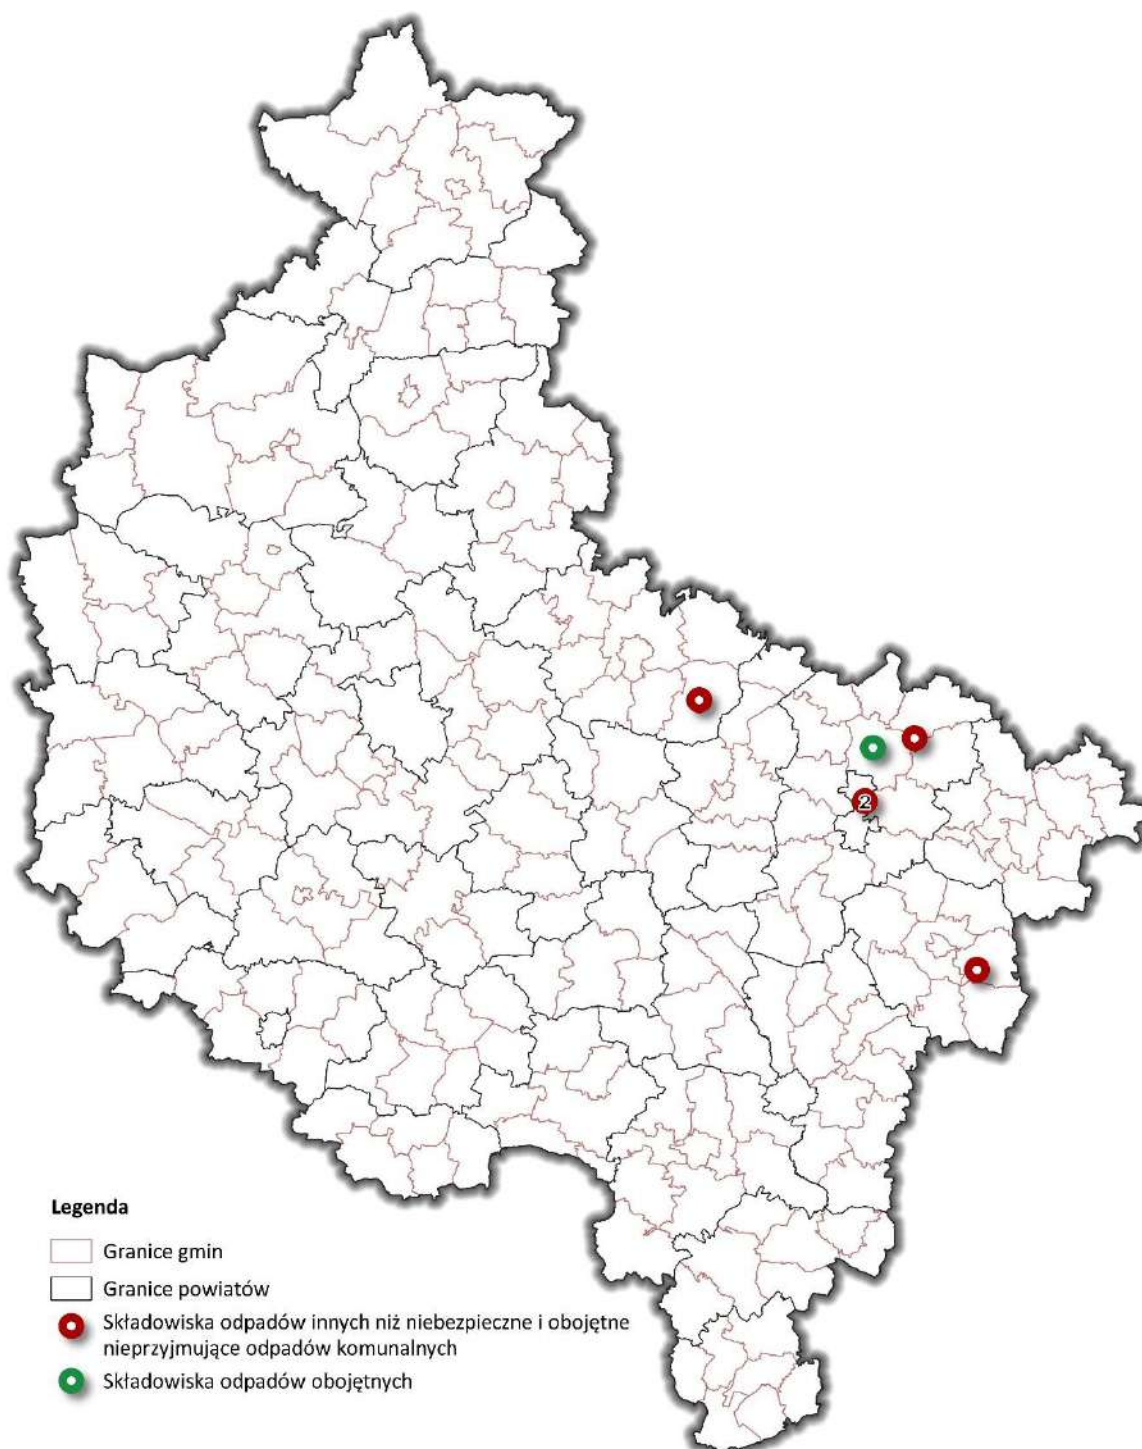 2
Legenda
Granice gmin
Granice powiatów
Składowiska odpadów innych niż niebezpieczne i obojętne
nieprzyjmujące odpadów komunalnych
Składowiska odpadów obojętnych